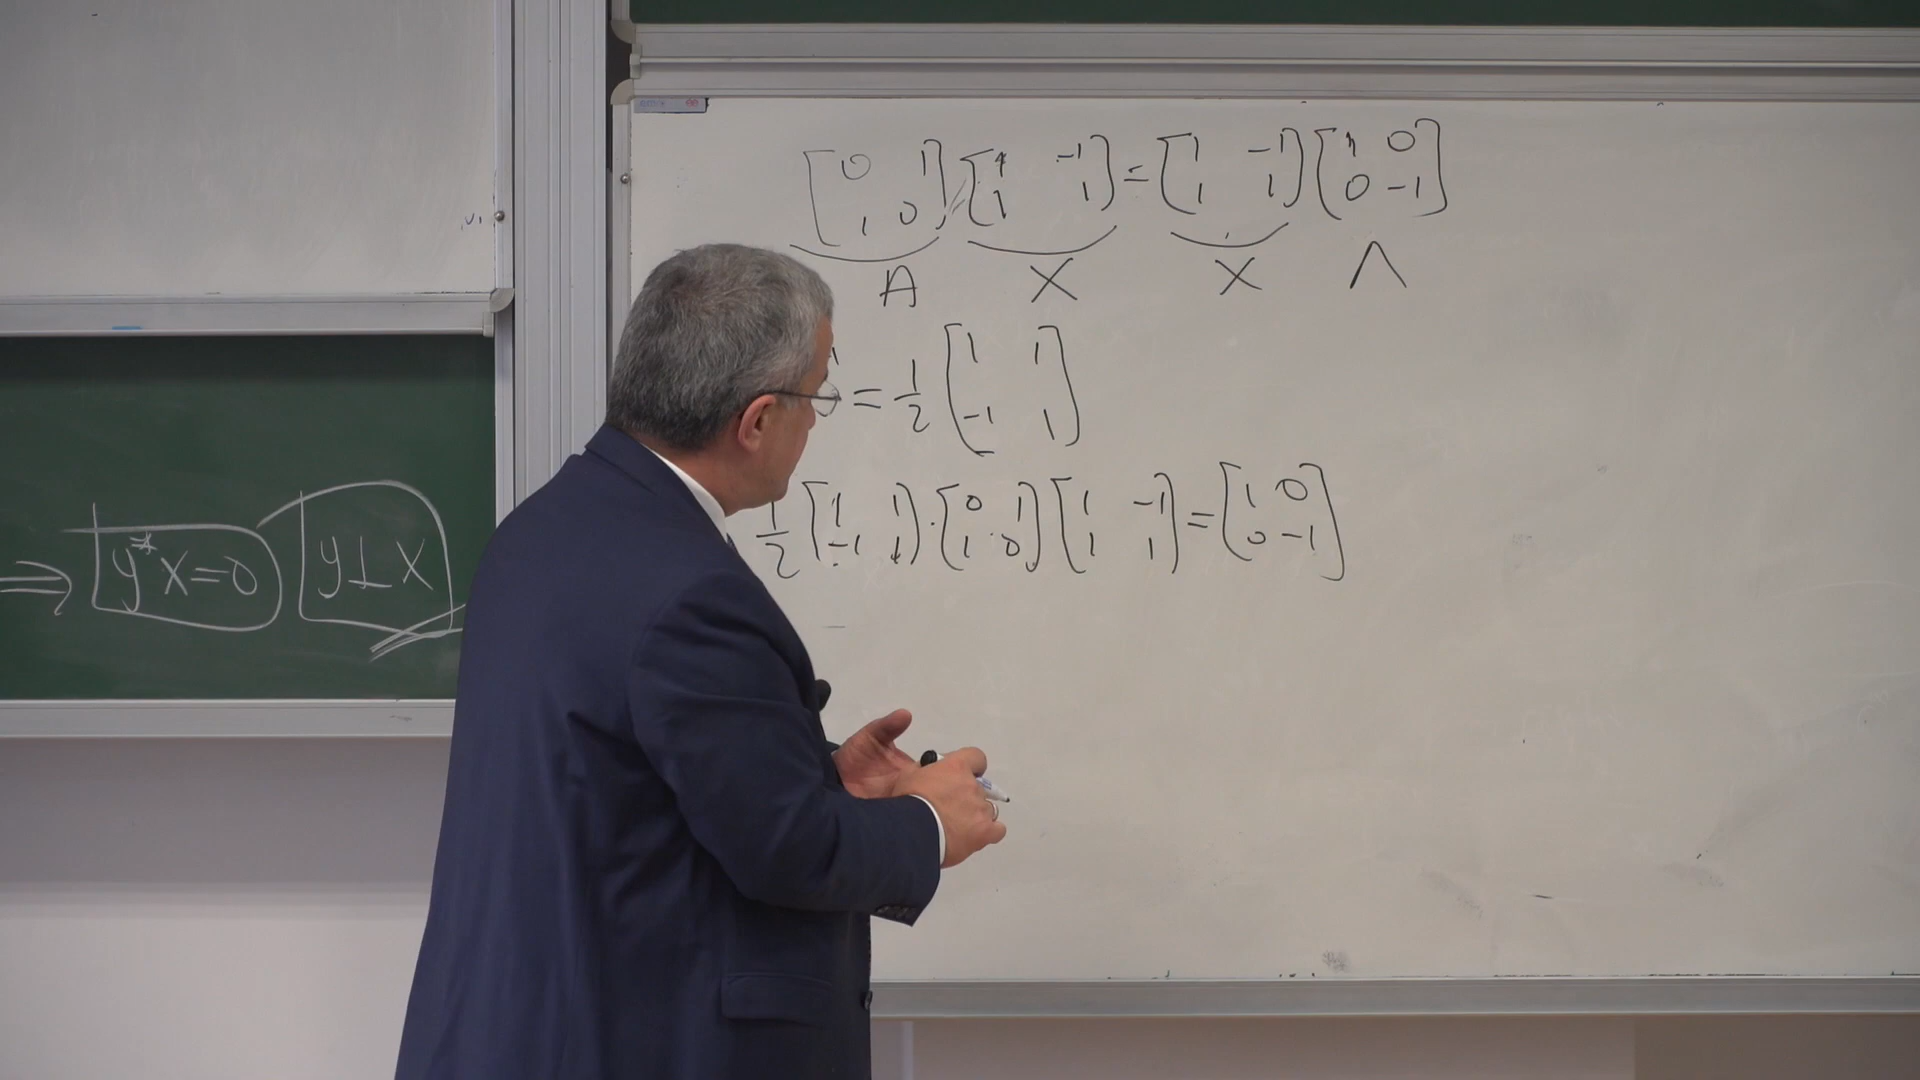 ⇒ y*x=0 y⊥x
[0 1; 1 0] [1 -1; 1 1] = [1 -1; 1 1] [1 0; 0 -1]
A X X Λ
= 1/2 [1 1; -1 1]
1/2 [1 1; -1 1] · [0 1; 1 0] [1 -1; 1 1] = [1 0; 0 -1]